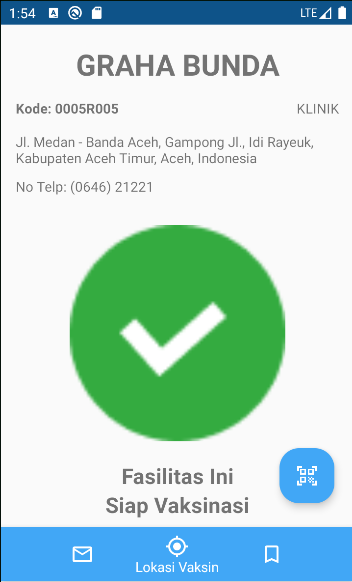 1:54
LTE
GRAHA BUNDA
Kode: 0005R005 KLINIK
Jl. Medan - Banda Aceh, Gampong Jl., Idi Rayeuk,
Kabupaten Aceh Timur, Aceh, Indonesia
No Telp: (0646) 21221
Fasilitas Ini
Siap Vaksinasi
Lokasi Vaksin